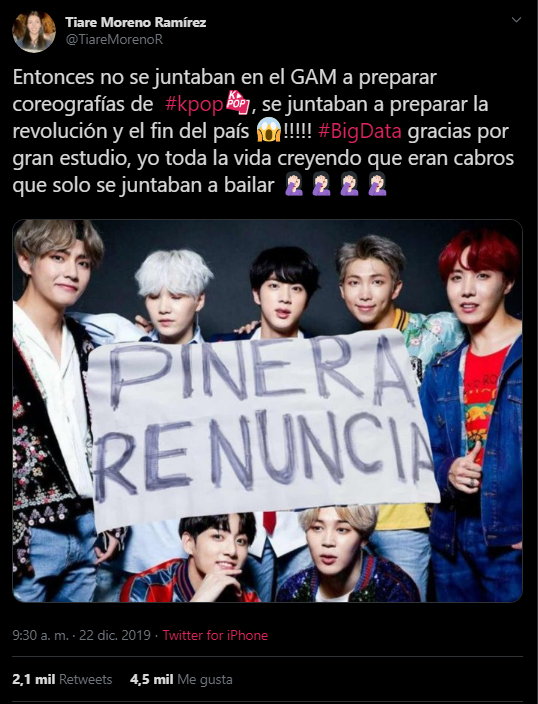 Tiare Moreno Ramírez
@TiareMorenoR
Entonces no se juntaban en el GAM a preparar
coreografías de #kpop, se juntaban a preparar la
revolución y el fin del país 😱!!!!! #BigData gracias por
gran estudio, yo toda la vida creyendo que eran cabros
que solo se juntaban a bailar 🤦🏻‍♀️🤦🏻‍♀️🤦🏻‍♀️🤦🏻‍♀️
PINERA
RENUNCIA
9:30 a. m. · 22 dic. 2019 · Twitter for iPhone
2,1 mil Retweets 4,5 mil Me gusta